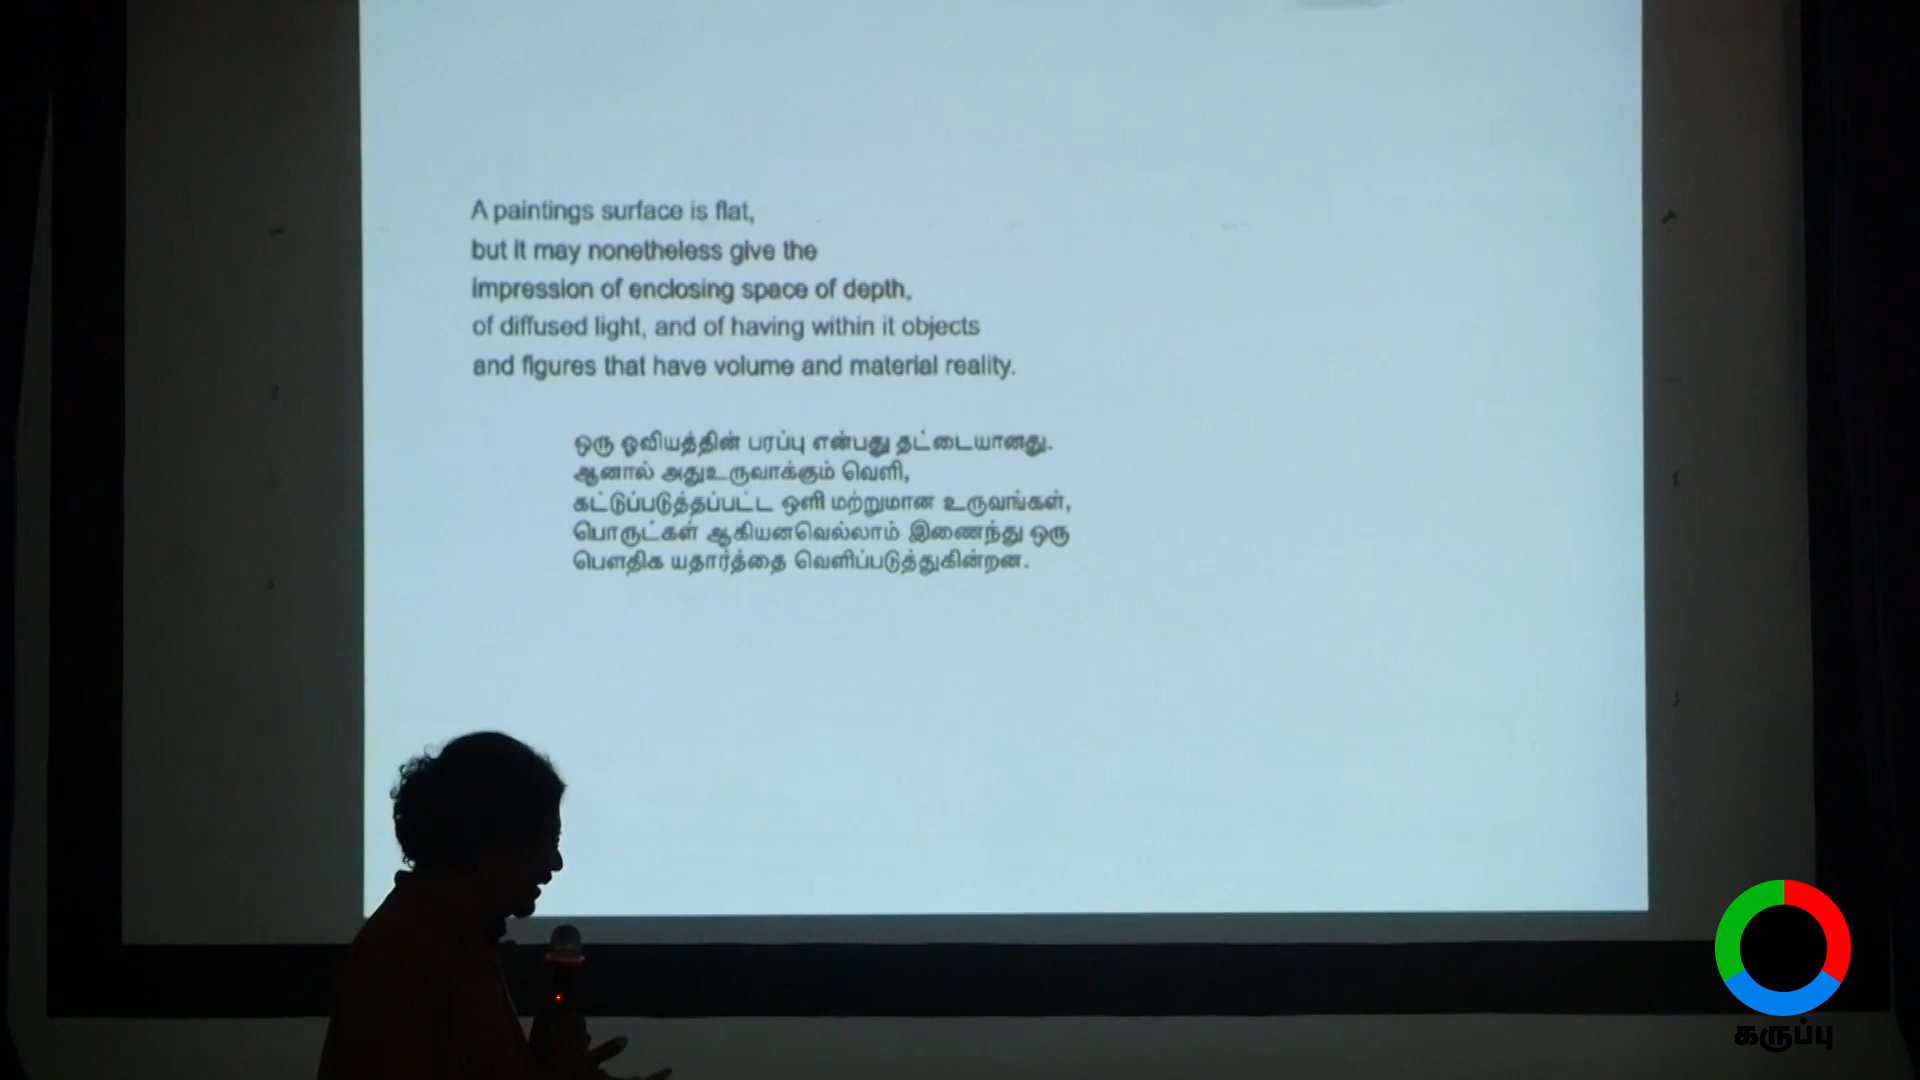 A paintings surface is flat,
but it may nonetheless give the
impression of enclosing space of depth,
of diffused light, and of having within it objects
and figures that have volume and material reality.
ஒரு ஓவியத்தின் பரப்பு என்பது தட்டையானது.
ஆனால் அதுஉருவாக்கும் வெளி,
கட்டுப்படுத்தப்பட்ட ஒளி மற்றுமான உருவங்கள்,
பொருட்கள் ஆகியனவெல்லாம் இணைந்து ஒரு
பௌதிக யதார்த்தை வெளிப்படுத்துகின்றன.
கருப்பு